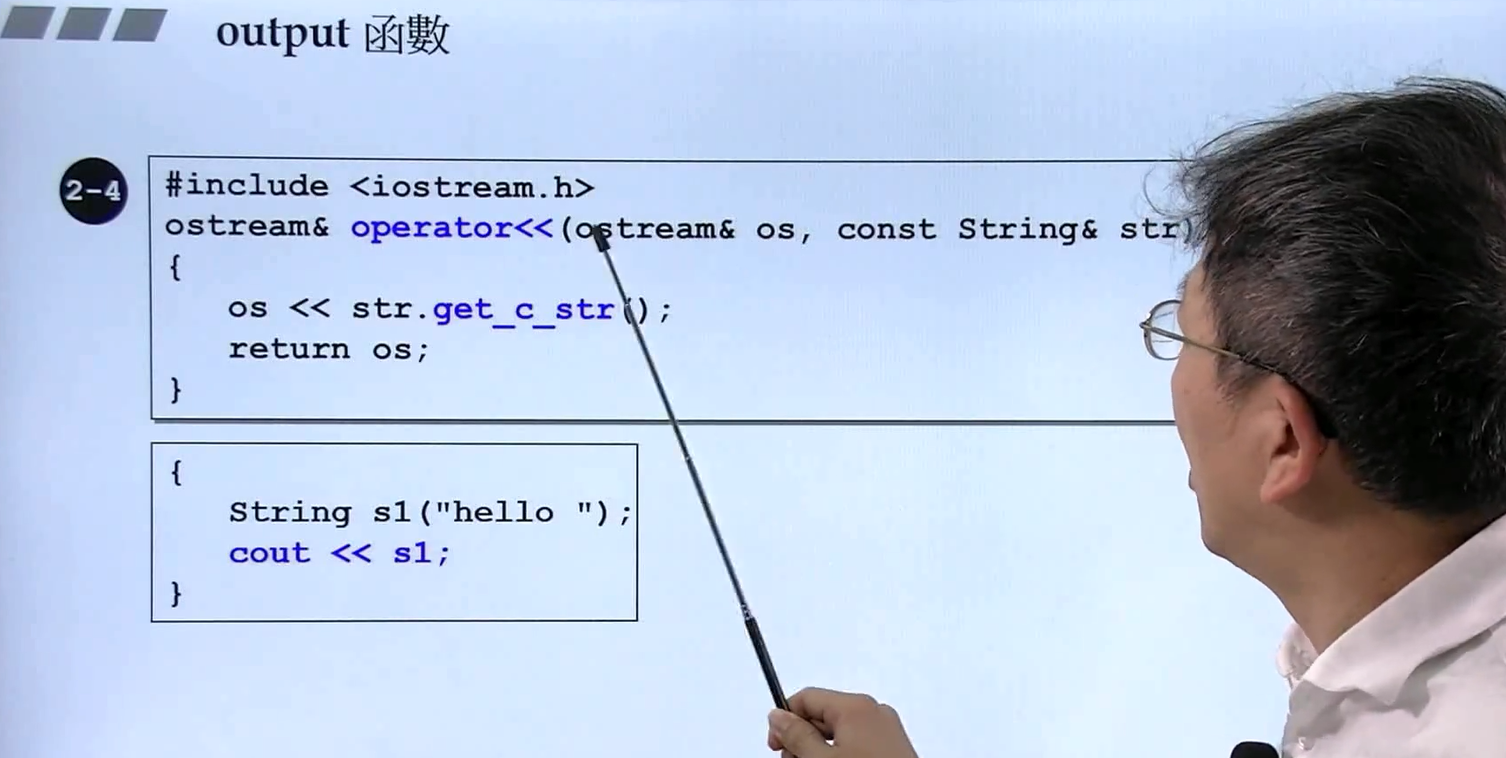 output 函數
2-4
#include <iostream.h>
ostream& operator<<(ostream& os, const String& str)
{
   os << str.get_c_str();
   return os;
}
{
   String s1("hello ");
   cout << s1;
}